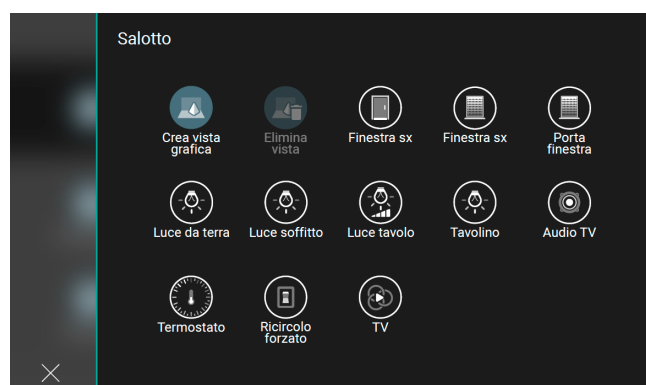 Salotto
Crea vista
grafica
Elimina
vista
Finestra sx
Finestra sx
Porta
finestra
Luce da terra
Luce soffitto
Luce tavolo
Tavolino
Audio TV
Termostato
Ricircolo
forzato
TV